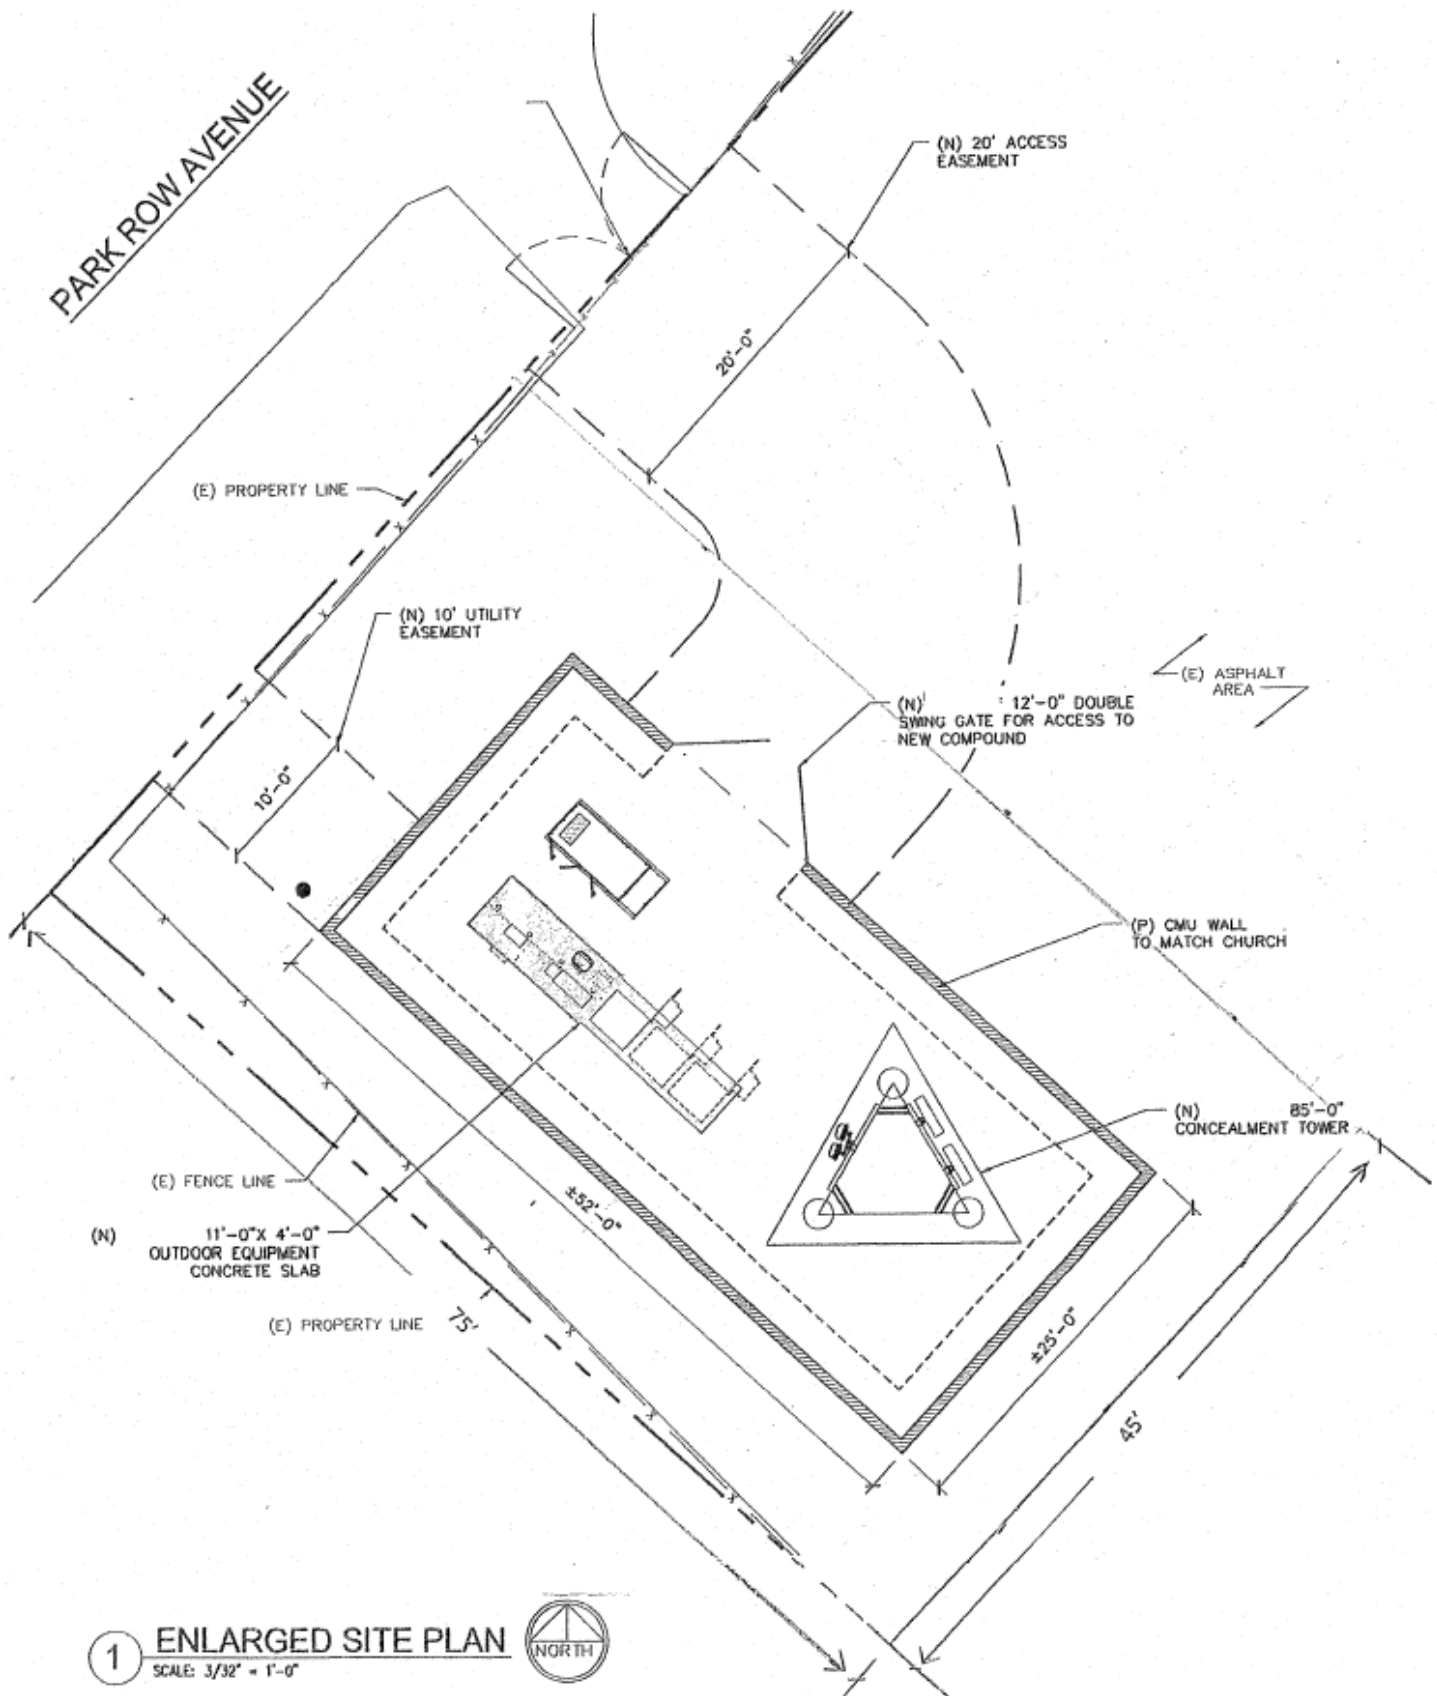 PARK ROW AVENUE
(N) 20' ACCESS
EASEMENT
20'-0"
(E) PROPERTY LINE
(N) 10' UTILITY
EASEMENT
10'-0"
(E) ASPHALT
AREA
(N) 12'-0" DOUBLE
SWING GATE FOR ACCESS TO
NEW COMPOUND
(P) CMU WALL
TO MATCH CHURCH
(N) 85'-0"
CONCEALMENT TOWER
(E) FENCE LINE
±52'-0"
(N) 11'-0"X 4'-0"
OUTDOOR EQUIPMENT
CONCRETE SLAB
(E) PROPERTY LINE
75'
±25'-0"
45'
1 ENLARGED SITE PLAN
SCALE: 3/32" = 1'-0"
NORTH